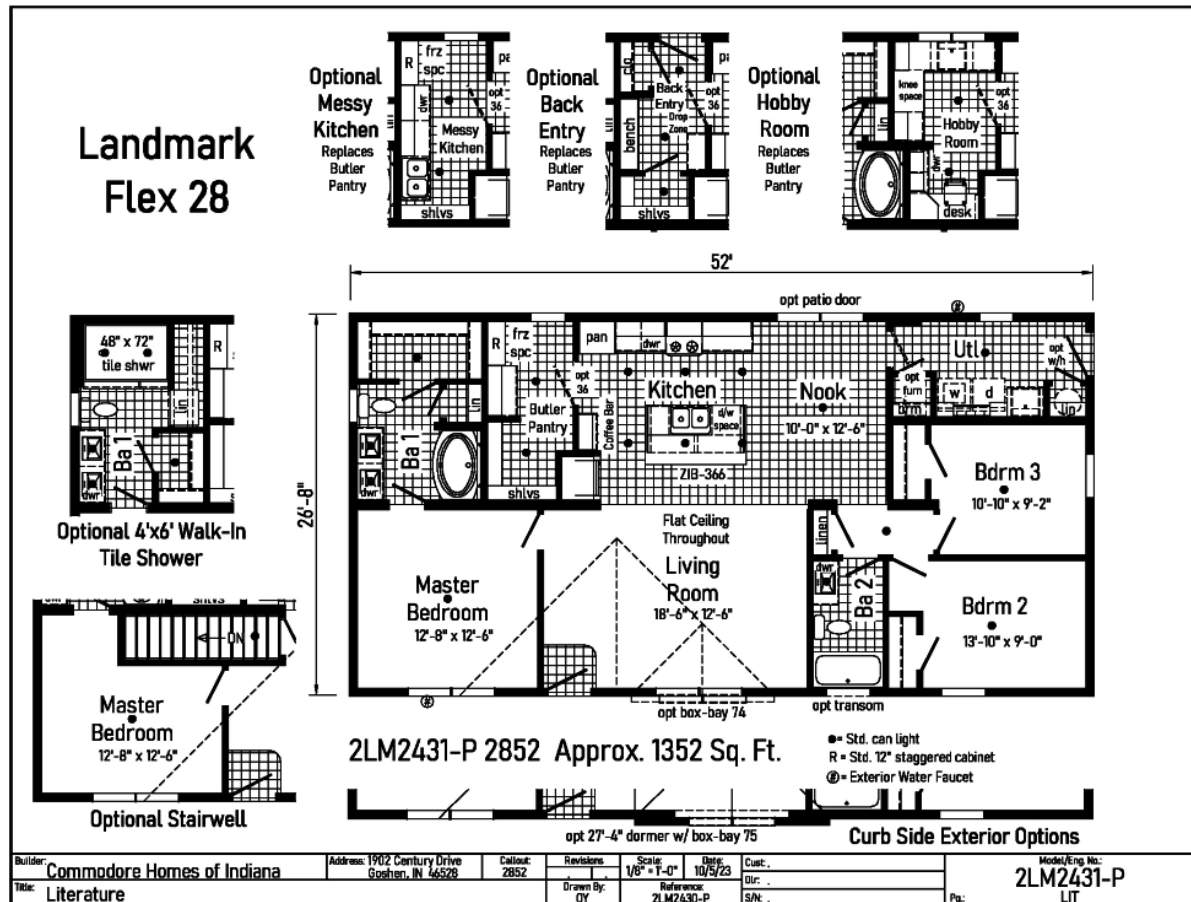 Landmark
Flex 28
Optional
Messy
Kitchen
Replaces
Butler
Pantry
R
frz
spc
dwr
Messy
Kitchen
shlvs
opt
36
Optional
Back
Entry
Replaces
Butler
Pantry
Back
Entry
Drop
Zone
bench
shlvs
opt
36
Optional
Hobby
Room
Replaces
Butler
Pantry
knee
space
lin
Hobby
Room
dwr
desk
opt
36
52'
26'-8"
opt patio door
R
frz
spc
pan
dwr
Kitchen
Nook
10'-0" x 12'-6"
Utl
opt
w/h
opt
furn
w
d
lin
opt
36
Butler
Pantry
Coffee Bar
d/w
space
ZIB-366
lin
Ba 1
dwr
shlvs
Bdrm 3
10'-10" x 9'-2"
Flat Ceiling
Throughout
Living
Room
18'-6" x 12'-6"
Master
Bedroom
12'-8" x 12'-6"
linen
dwr
Ba 2
Bdrm 2
13'-10" x 9'-0"
opt box-bay 74
opt transom
48" x 72"
tile shwr
R
lin
Ba 1
dwr
Optional 4'x6' Walk-In
Tile Shower
DN
Master
Bedroom
12'-8" x 12'-6"
Optional Stairwell
2LM2431-P 2852 Approx. 1352 Sq. Ft.
= Std. can light
R = Std. 12" staggered cabinet
# = Exterior Water Faucet
opt 27'-4" dormer w/ box-bay 75
Curb Side Exterior Options
Builder: Commodore Homes of Indiana
Address: 1902 Century Drive
Goshen, IN 46528
Callout:
2852
Revisions
Scale:
1/8" = 1'-0"
Date:
10/5/23
Cust.:
Dlr:
S/N:
Model/Eng. No.:
2LM2431-P
Title: Literature
Drawn By:
OY
Reference:
2LM2430-P
Pg.:
LIT